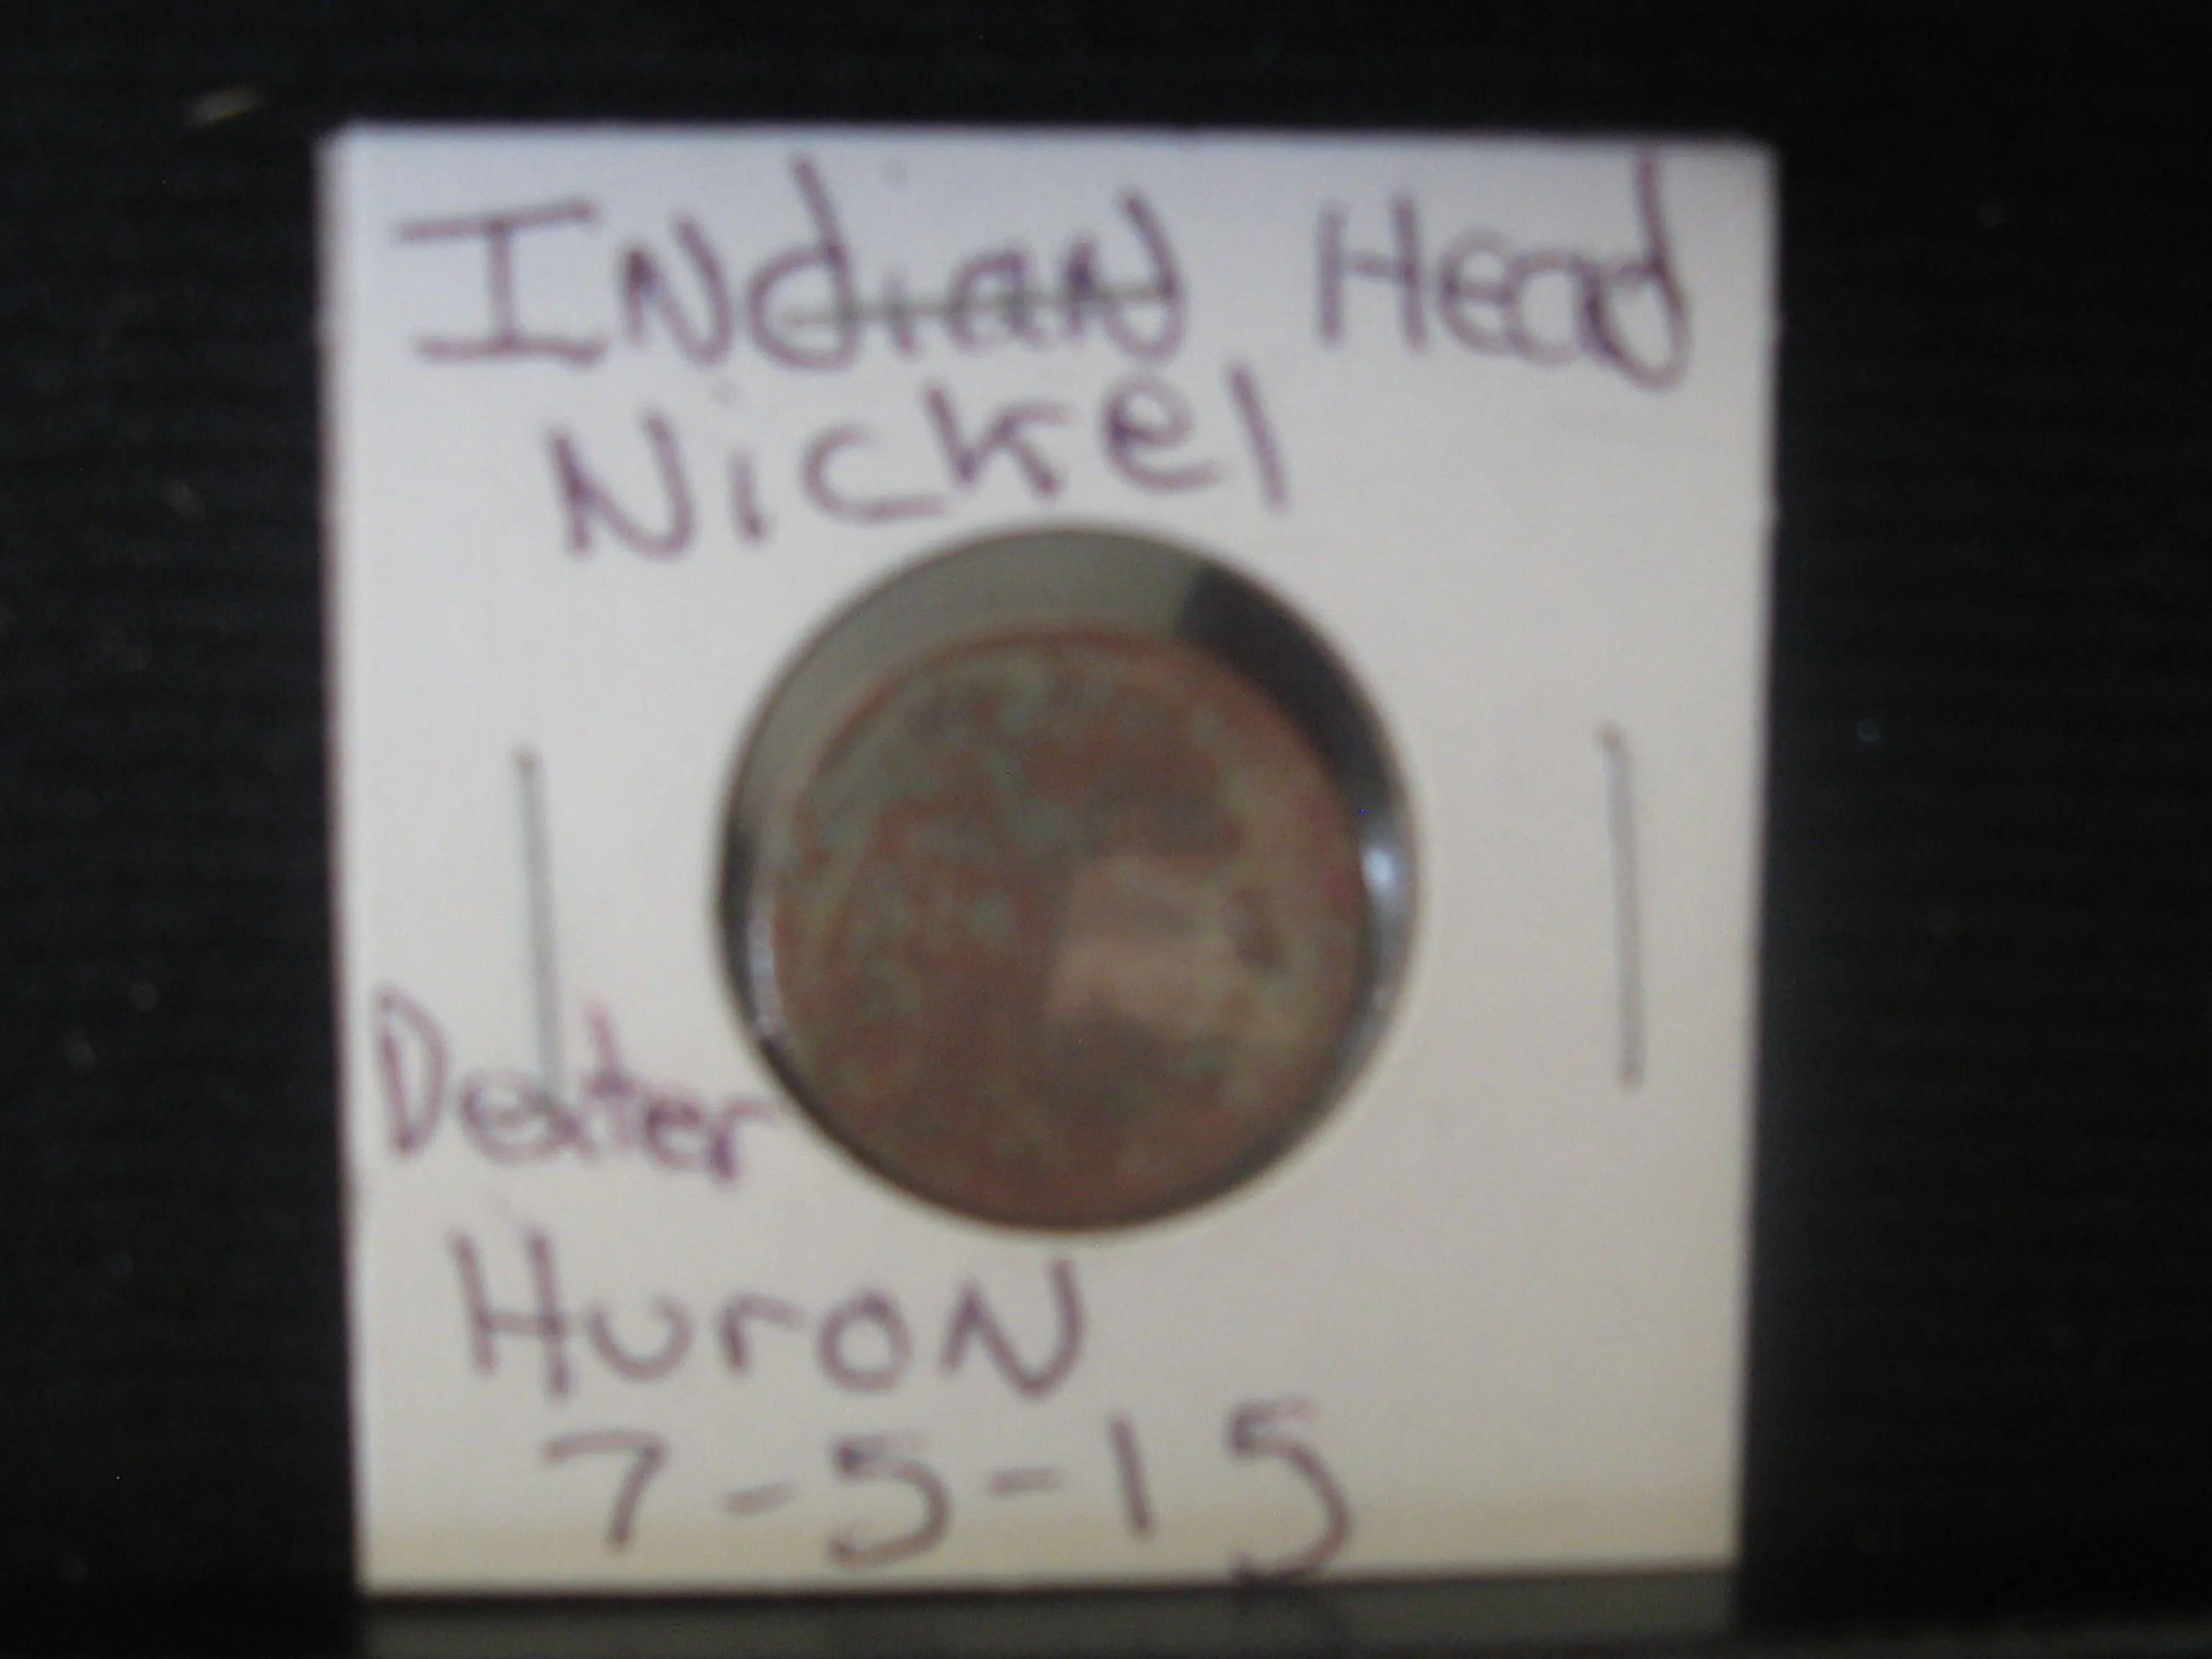 INdiaN Head
Nickel
Dexter
HuroN
7-5-15